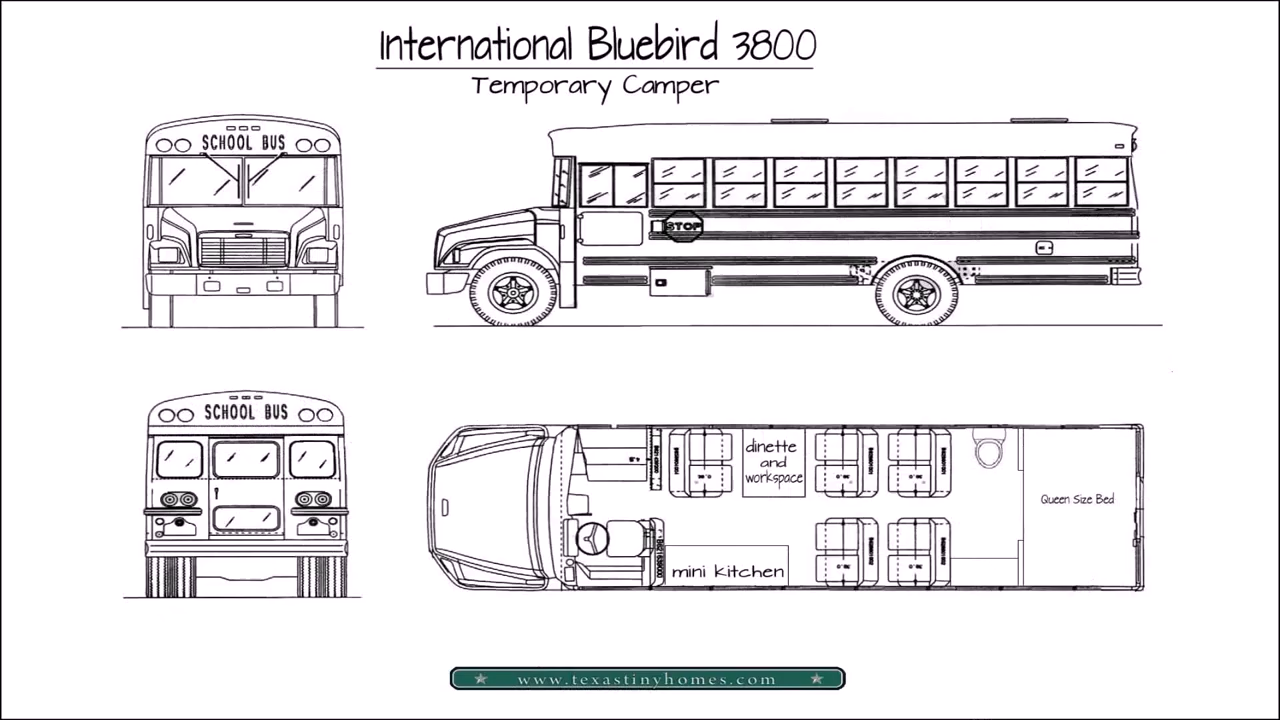 International Bluebird 3800
Temporary Camper
SCHOOL BUS
STOP
SCHOOL BUS
dinette
and
workspace
Queen Size Bed
mini kitchen
www.texastinyhomes.com